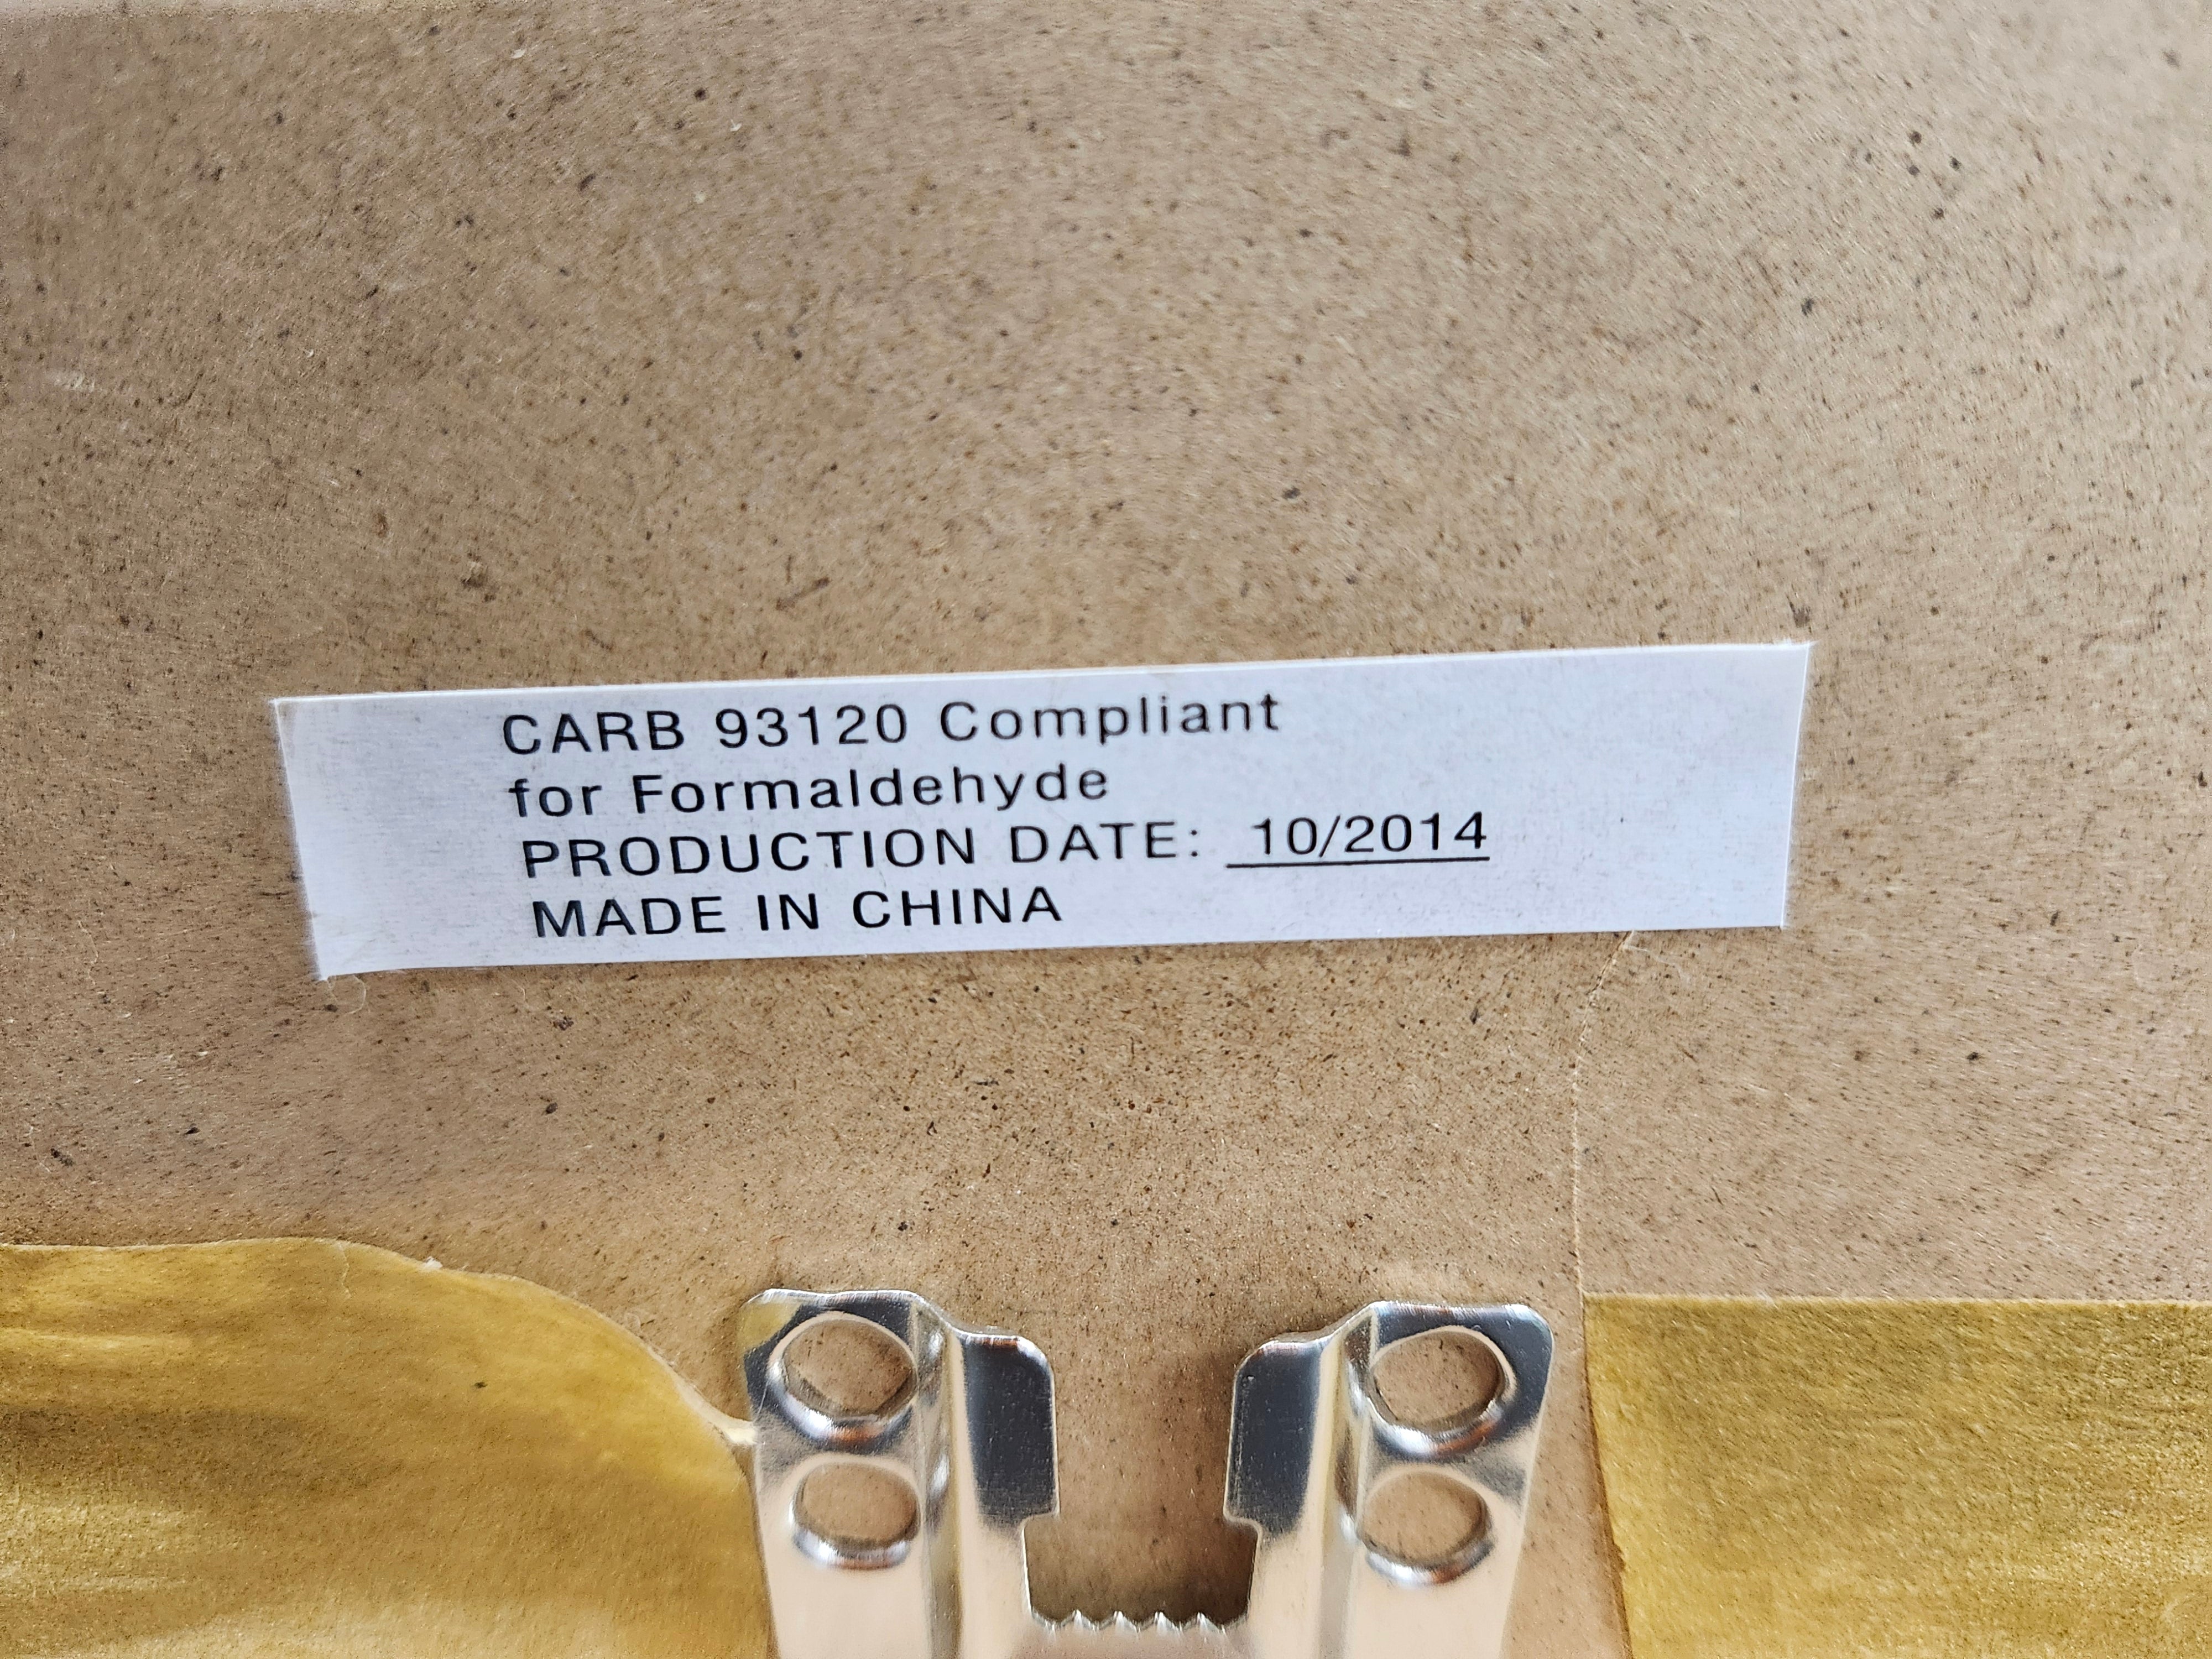 CARB 93120 Compliant
for Formaldehyde
PRODUCTION DATE: 10/2014
MADE IN CHINA